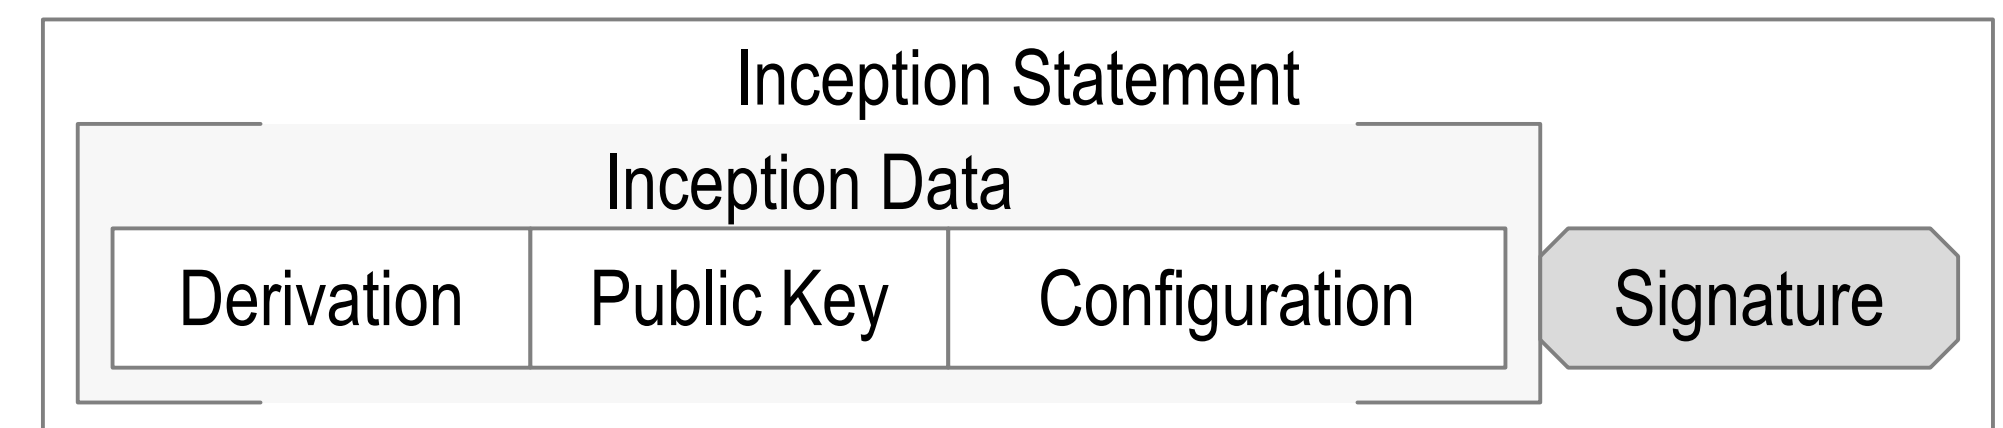 Inception Statement
Inception Data
Derivation Public Key Configuration Signature